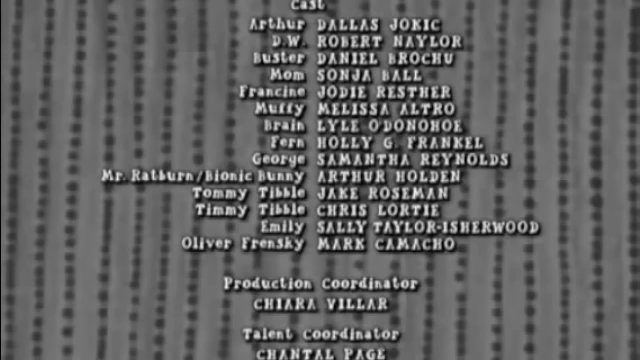 Cast
Arthur DALLAS JOKIC
D.W. ROBERT NAYLOR
Buster DANIEL BROCHU
Mom SONJA BALL
Francine JODIE RESTHER
Muffy MELISSA ALTRO
Brain LYLE O'DONOHOE
Fern HOLLY G. FRANKEL
George SAMANTHA REYNOLDS
Mr. Ratburn/Bionic Bunny ARTHUR HOLDEN
Tommy Tibble JAKE ROSEMAN
Timmy Tibble CHRIS LORTIE
Emily SALLY TAYLOR-ISHERWOOD
Oliver Frensky MARK CAMACHO
Production Coordinator
CHIARA VILLAR
Talent Coordinator
CHANTAL PAGE